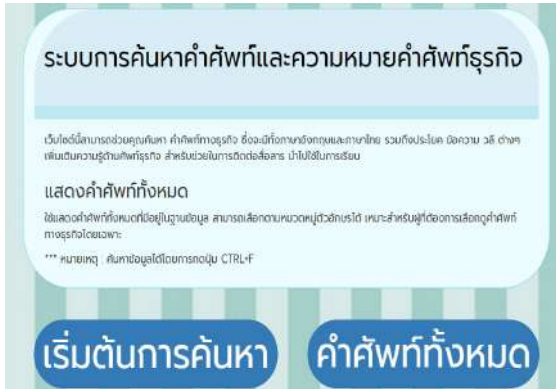 ระบบการค้นหาคำศัพท์และความหมายคำศัพท์ธุรกิจ
เว็บไซต์นี้สามารถช่วยคุณค้นหา คำศัพท์ทางธุรกิจ ซึ่งจะมีทั้งภาษาอังกฤษและภาษาไทย รวมถึงประโยค ข้อความ วลี ต่างๆ
เพิ่มเติมความรู้ด้านศัพท์ธุรกิจ สำหรับช่วยในการติดต่อสื่อสาร นำไปใช้ในการเรียน
แสดงคำศัพท์ทั้งหมด
ใช้แสดงคำศัพท์ทั้งหมดที่มีอยู่ในฐานข้อมูล สามารถเลือกตามหมวดหมู่ตัวอักษรได้ เหมาะสำหรับผู้ที่ต้องการเลือกดูคำศัพท์
ทางธุรกิจโดยเฉพาะ
*** หมายเหตุ : ค้นหาข้อมูลได้โดยการกดปุ่ม CTRL+F
เริ่มต้นการค้นหา คำศัพท์ทั้งหมด